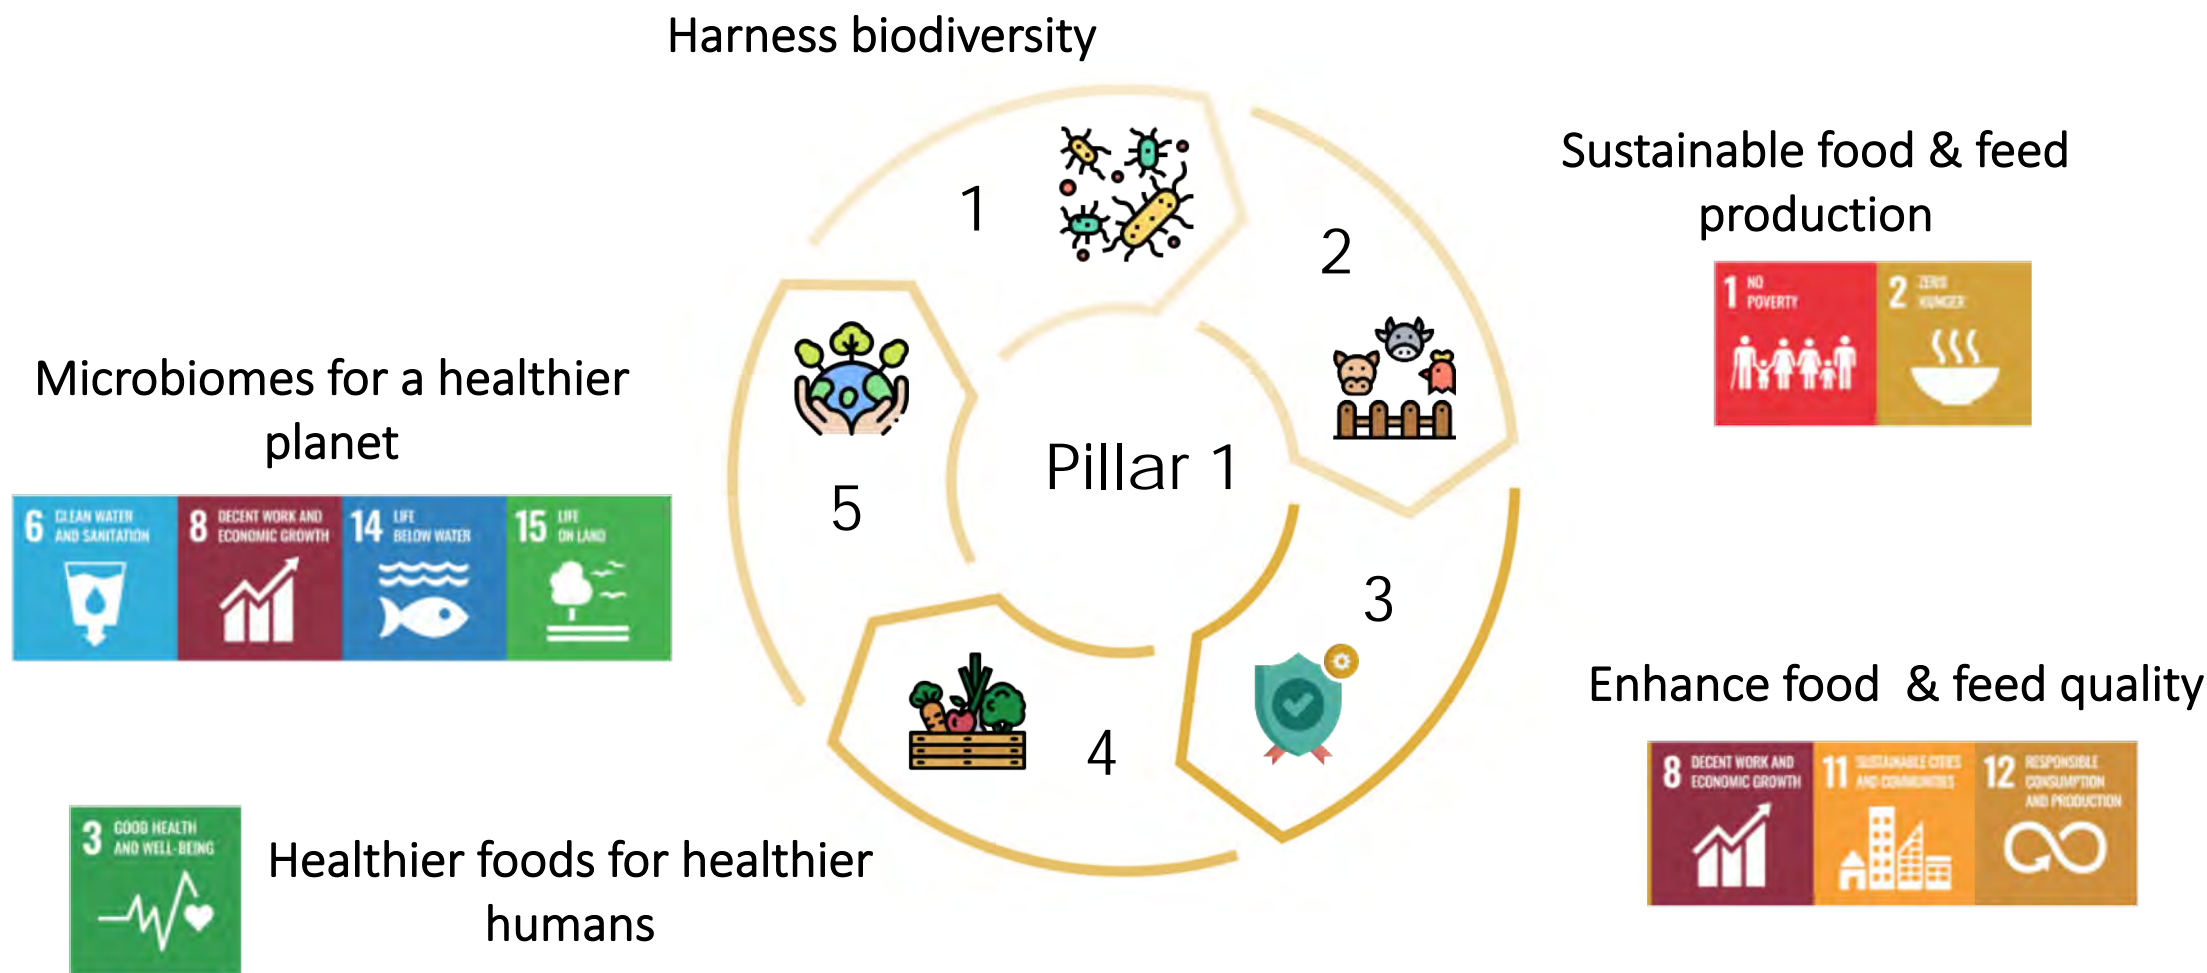 Harness biodiversity
Sustainable food & feed
production
1 NO
POVERTY
2 ZERO
HUNGER
1
2
Microbiomes for a healthier
planet
6 CLEAN WATER
AND SANITATION
8 DECENT WORK AND
ECONOMIC GROWTH
14 LIFE
BELOW WATER
15 LIFE
ON LAND
Pillar 1
5
3
4
Enhance food & feed quality
8 DECENT WORK AND
ECONOMIC GROWTH
11 SUSTAINABLE CITIES
AND COMMUNITIES
12 RESPONSIBLE
CONSUMPTION
AND PRODUCTION
3 GOOD HEALTH
AND WELL-BEING
Healthier foods for healthier
humans